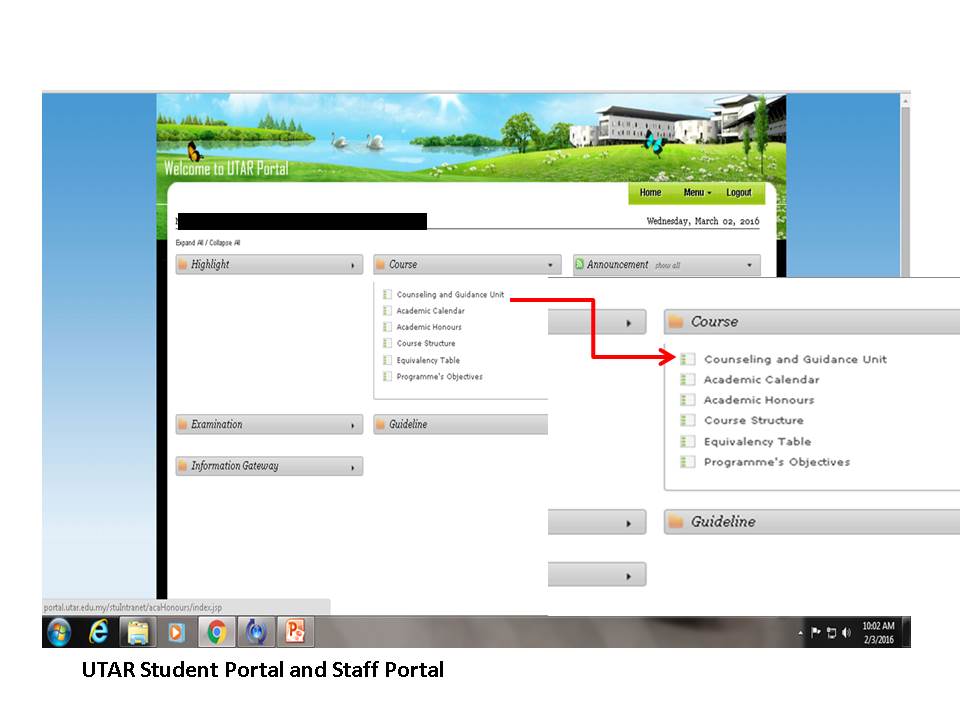 Welcome to UTAR Portal
Home Menu Logout
Wednesday, March 02, 2016
Expand All / Collapse All
Highlight
Course
Announcement show all
Counseling and Guidance Unit
Academic Calendar
Academic Honours
Course Structure
Equivalency Table
Programme's Objectives
Examination
Guideline
Information Gateway
Course
Counseling and Guidance Unit
Academic Calendar
Academic Honours
Course Structure
Equivalency Table
Programme's Objectives
Guideline
portal.utar.edu.my/stuIntranet/acaHonours/index.jsp
10:02 AM
2/3/2016
UTAR Student Portal and Staff Portal